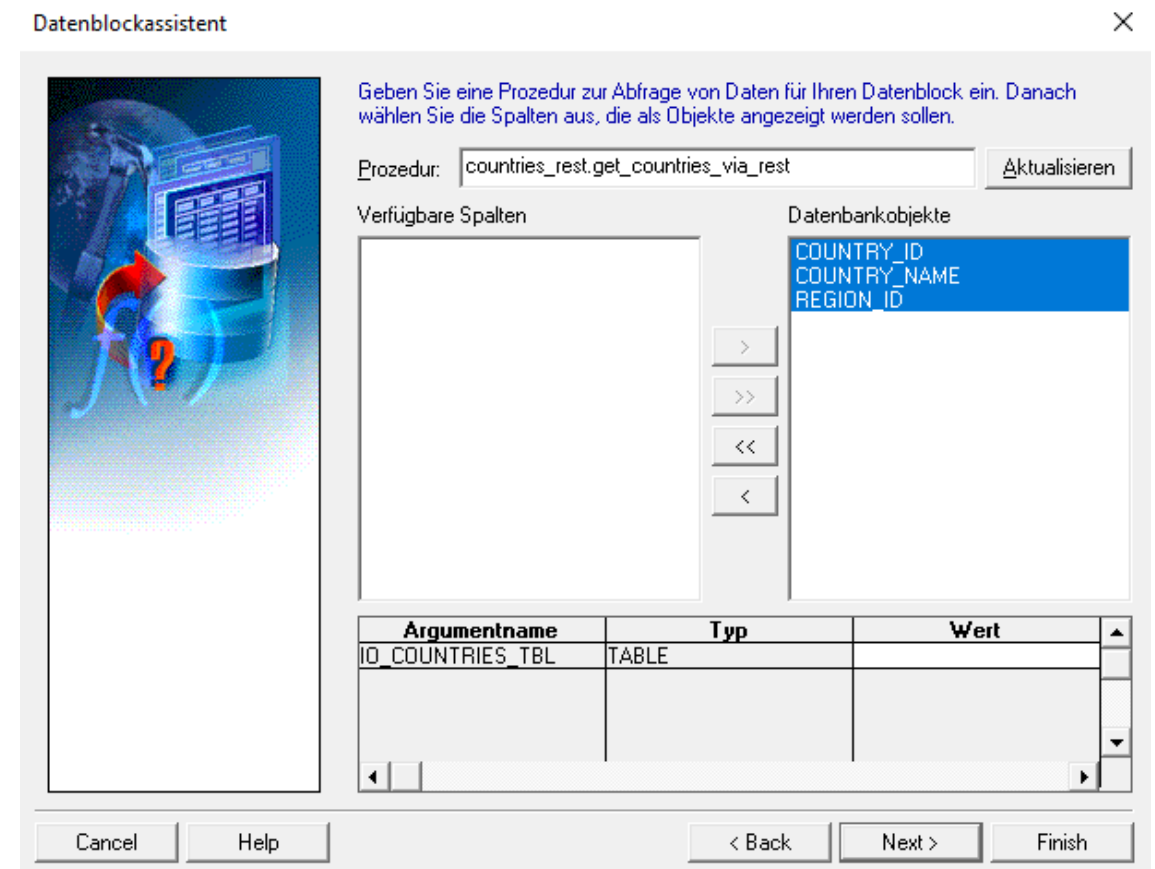 Datenblockassistent
Geben Sie eine Prozedur zur Abfrage von Daten für Ihren Datenblock ein. Danach
wählen Sie die Spalten aus, die als Objekte angezeigt werden sollen.
Prozedur: countries_rest.get_countries_via_rest Aktualisieren
Verfügbare Spalten Datenbankobjekte
COUNTRY_ID
COUNTRY_NAME
REGION_ID
>
>>
<<
<
?
Argumentname Typ Wert
IO_COUNTRIES_TBL TABLE
Cancel Help < Back Next > Finish